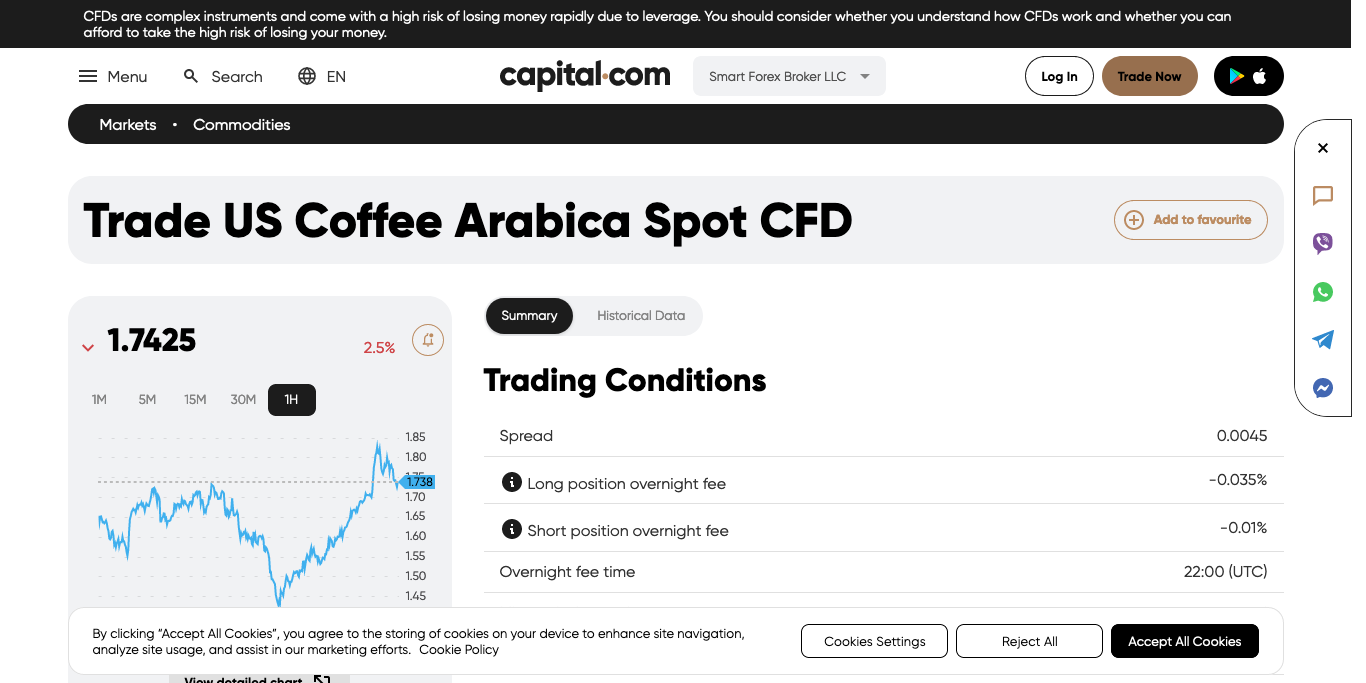 CFDs are complex instruments and come with a high risk of losing money rapidly due to leverage. You should consider whether you understand how CFDs work and whether you can
afford to take the high risk of losing your money.
Menu Search EN capital.com Smart Forex Broker LLC Log In Trade Now
Markets • Commodities
Trade US Coffee Arabica Spot CFD Add to favourite
1.7425 2.5%
1M 5M 15M 30M 1H
1.85
1.80
1.738
1.70
1.65
1.60
1.55
1.50
1.45
Summary Historical Data
Trading Conditions
Spread 0.0045
Long position overnight fee -0.035%
Short position overnight fee -0.01%
Overnight fee time 22:00 (UTC)
By clicking “Accept All Cookies”, you agree to the storing of cookies on your device to enhance site navigation,
analyze site usage, and assist in our marketing efforts. Cookie Policy
Cookies Settings Reject All Accept All Cookies
View detailed chart